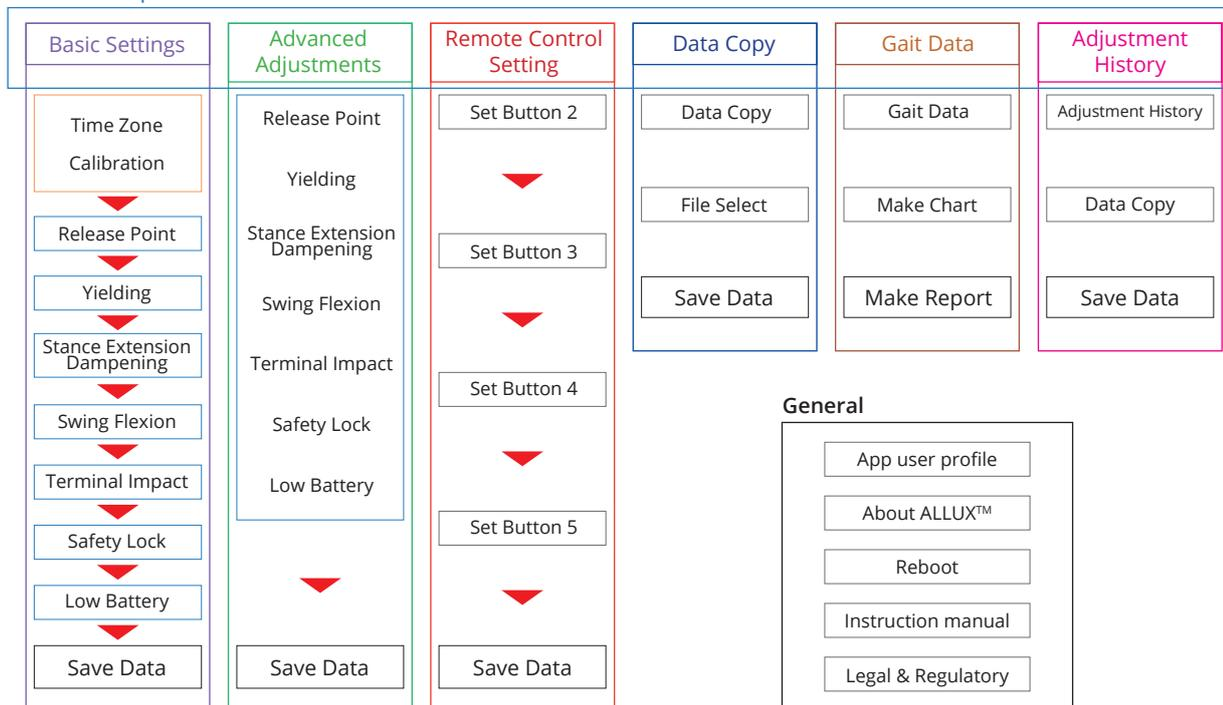 Basic Settings
Time Zone
Calibration
Release Point
Yielding
Stance Extension
Dampening
Swing Flexion
Terminal Impact
Safety Lock
Low Battery
Save Data
Advanced
Adjustments
Release Point
Yielding
Stance Extension
Dampening
Swing Flexion
Terminal Impact
Safety Lock
Low Battery
Save Data
Remote Control
Setting
Set Button 2
Set Button 3
Set Button 4
Set Button 5
Save Data
Data Copy
Data Copy
File Select
Save Data
Gait Data
Gait Data
Make Chart
Make Report
Adjustment
History
Adjustment History
Data Copy
Save Data
General
App user profile
About ALLUX™
Reboot
Instruction manual
Legal & Regulatory